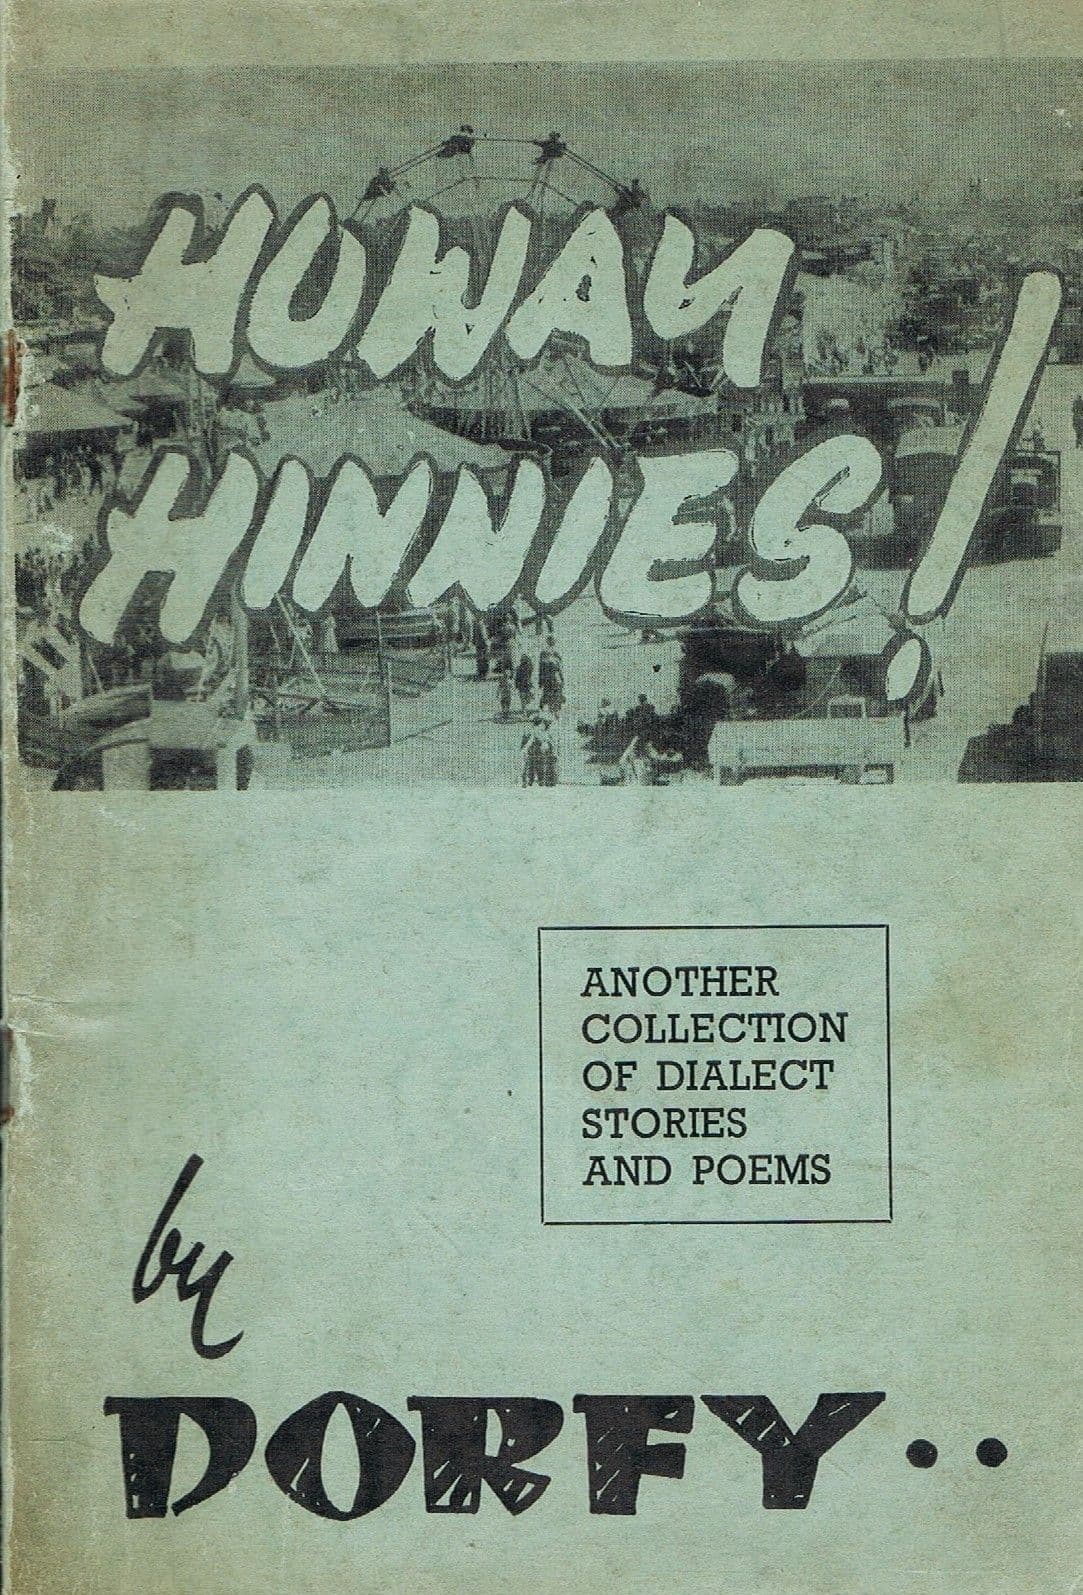 HOWAY
HINNIES!
ANOTHER
COLLECTION
OF DIALECT
STORIES
AND POEMS
by
DORFY..